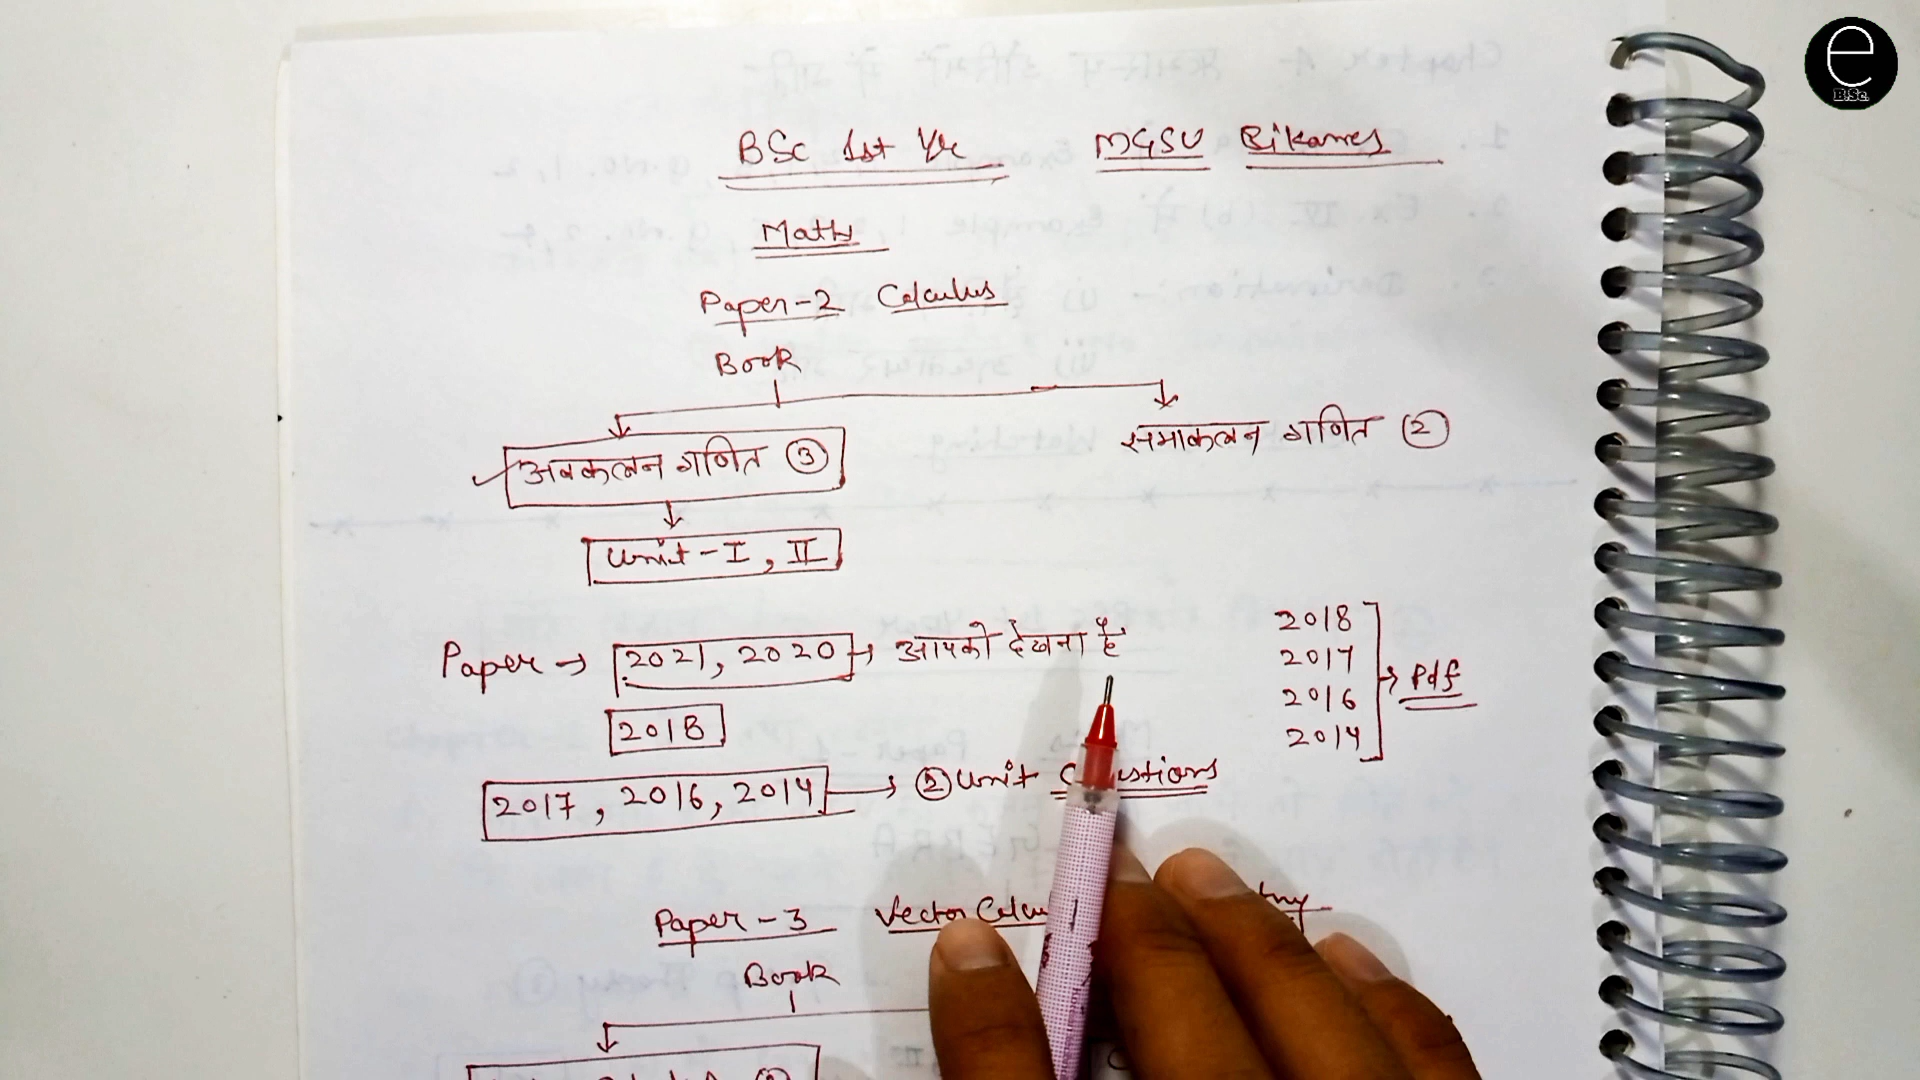 e
B.Sc.
BSc 1st Yr MGSU Bikaner
Maths
Paper-2 Calculus
Book
अवकलन गणित ③
समाकलन गणित ②
Unit - I, II
Paper → 2021, 2020 → आपको देखना है
2018
2017, 2016, 2014 → ② Unit
2018
2017
2016
2014
→ Pdf
Paper - 3 Vector
Book